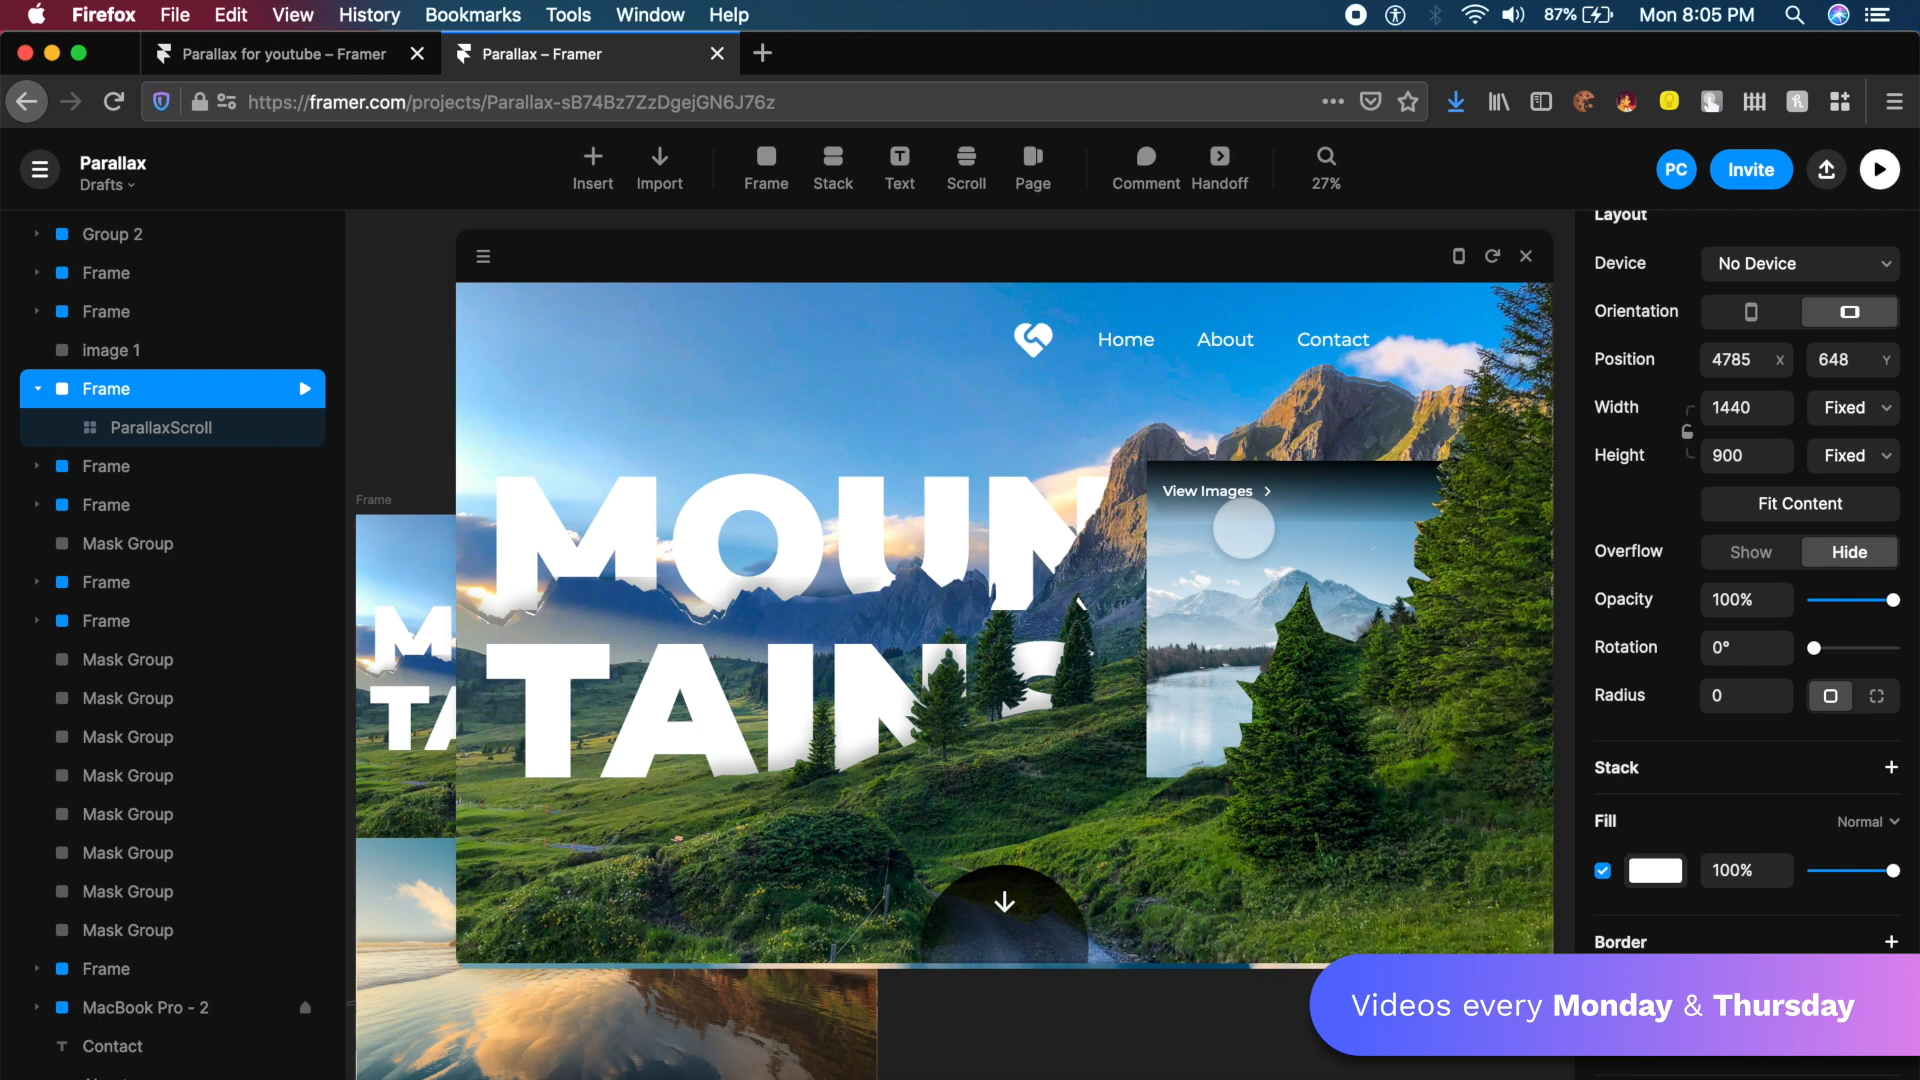 Firefox File Edit View History Bookmarks Tools Window Help
87% Mon 8:05 PM
Parallax for youtube – Framer
Parallax – Framer
https://framer.com/projects/Parallax-sB74Bz7ZzDgejGN6J76z
Parallax
Drafts
Insert Import Frame Stack Text Scroll Page Comment Handoff 27%
PC Invite
Group 2
Frame
Frame
image 1
Frame
ParallaxScroll
Frame
Frame
Mask Group
Frame
Frame
Mask Group
Mask Group
Mask Group
Mask Group
Mask Group
Mask Group
Mask Group
Mask Group
Frame
MacBook Pro - 2
Contact
Frame
Home About Contact
MOUN
TAINS
View Images
Layout
Device No Device
Orientation
Position 4785 X 648 Y
Width 1440 Fixed
Height 900 Fixed
Fit Content
Overflow Show Hide
Opacity 100%
Rotation 0°
Radius 0
Stack
Fill Normal
100%
Border
Videos every Monday & Thursday